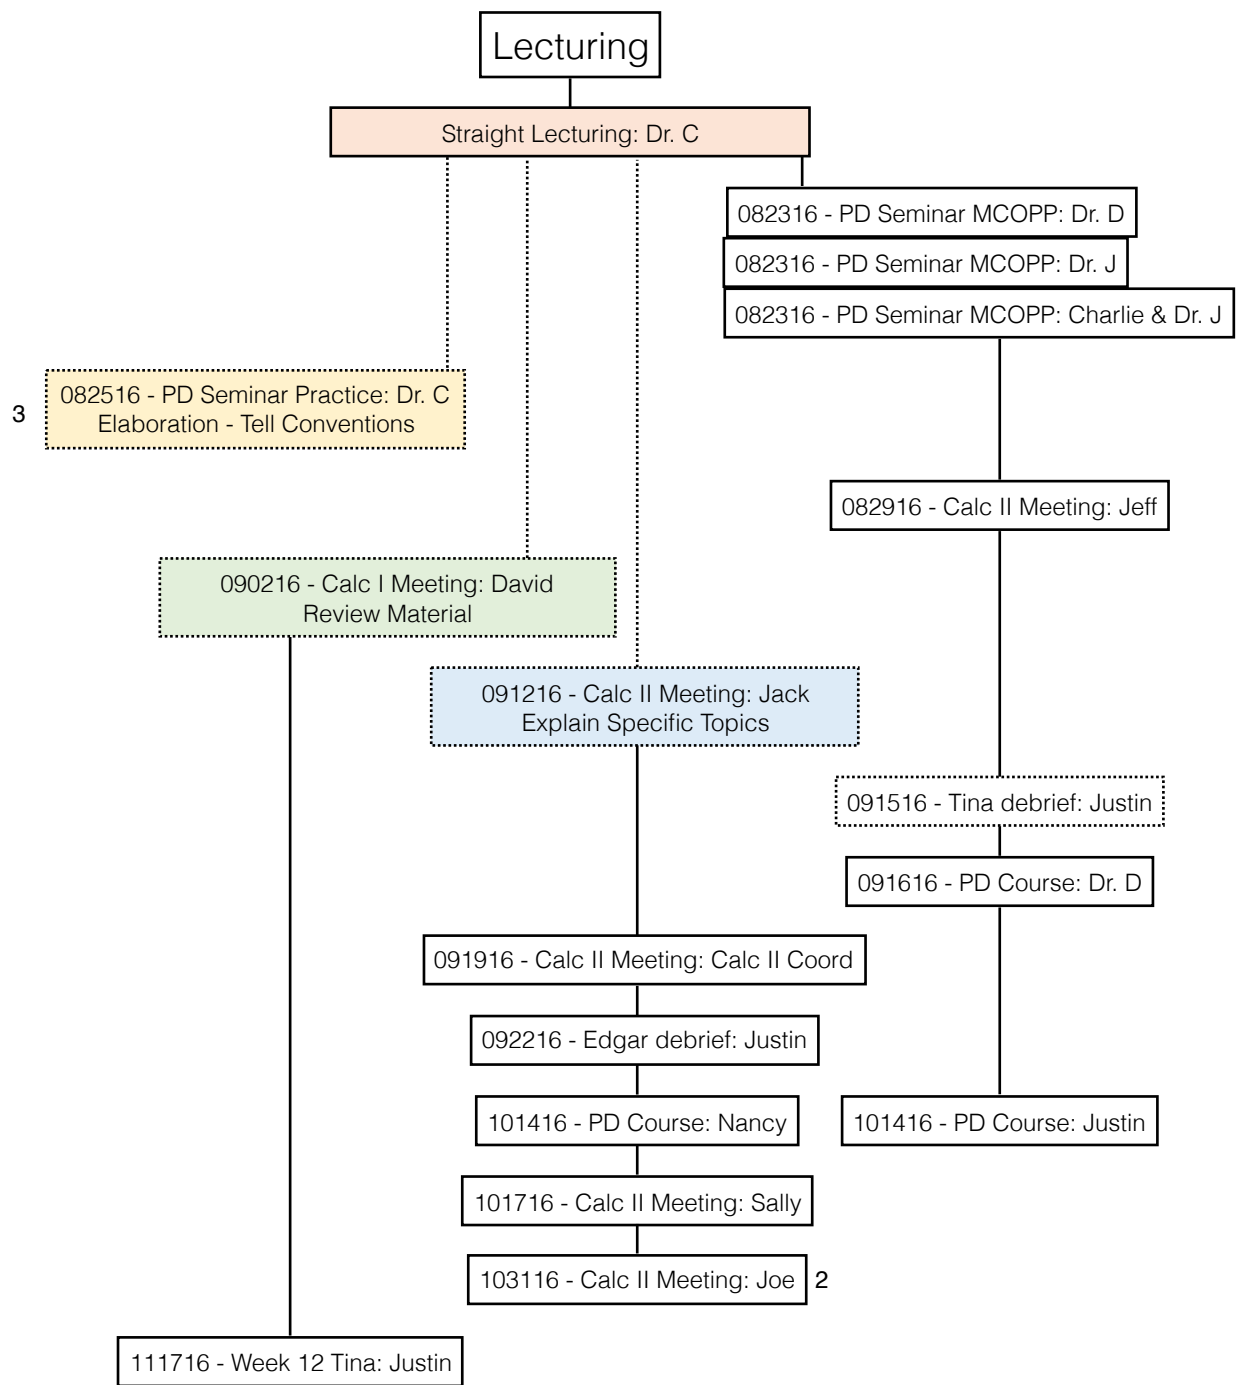 Lecturing
Straight Lecturing: Dr. C
082316 - PD Seminar MCOPP: Dr. D
082316 - PD Seminar MCOPP: Dr. J
082316 - PD Seminar MCOPP: Charlie & Dr. J
3
082516 - PD Seminar Practice: Dr. C
Elaboration - Tell Conventions
082916 - Calc II Meeting: Jeff
090216 - Calc I Meeting: David
Review Material
091216 - Calc II Meeting: Jack
Explain Specific Topics
091516 - Tina debrief: Justin
091616 - PD Course: Dr. D
091916 - Calc II Meeting: Calc II Coord
092216 - Edgar debrief: Justin
101416 - PD Course: Nancy
101416 - PD Course: Justin
101716 - Calc II Meeting: Sally
103116 - Calc II Meeting: Joe
2
111716 - Week 12 Tina: Justin